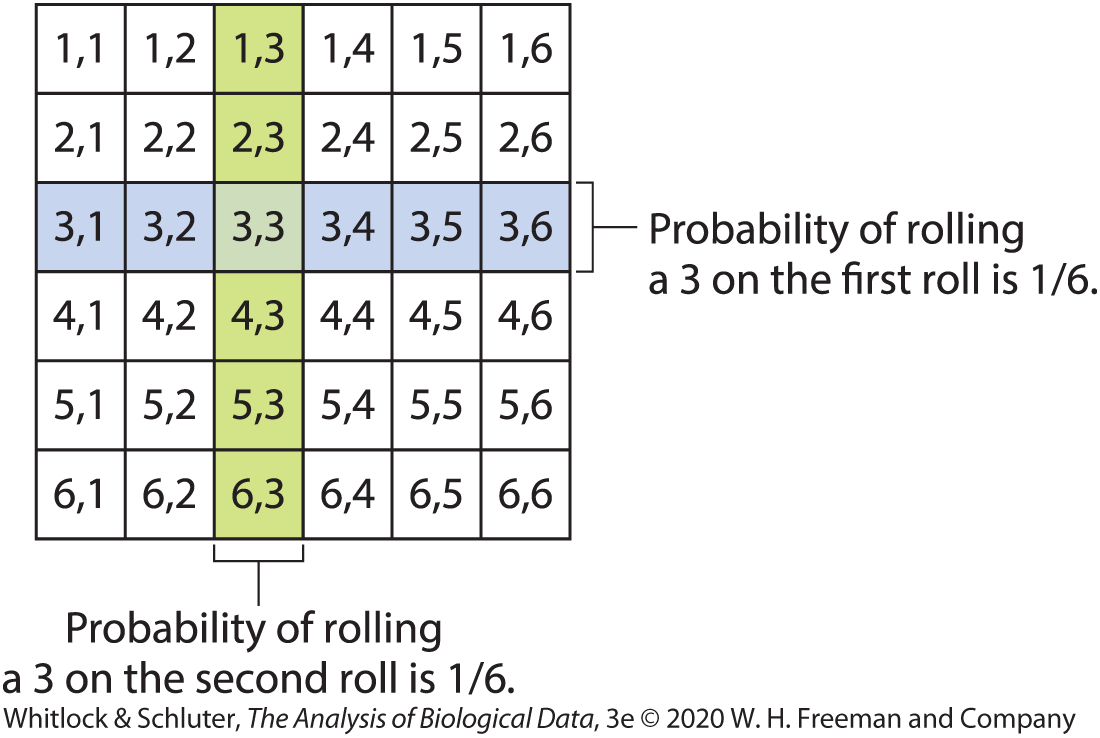 1,1 1,2 1,3 1,4 1,5 1,6
2,1 2,2 2,3 2,4 2,5 2,6
3,1 3,2 3,3 3,4 3,5 3,6
Probability of rolling
a 3 on the first roll is 1/6.
4,1 4,2 4,3 4,4 4,5 4,6
5,1 5,2 5,3 5,4 5,5 5,6
6,1 6,2 6,3 6,4 6,5 6,6
Probability of rolling
a 3 on the second roll is 1/6.
Whitlock & Schluter, The Analysis of Biological Data, 3e © 2020 W. H. Freeman and Company